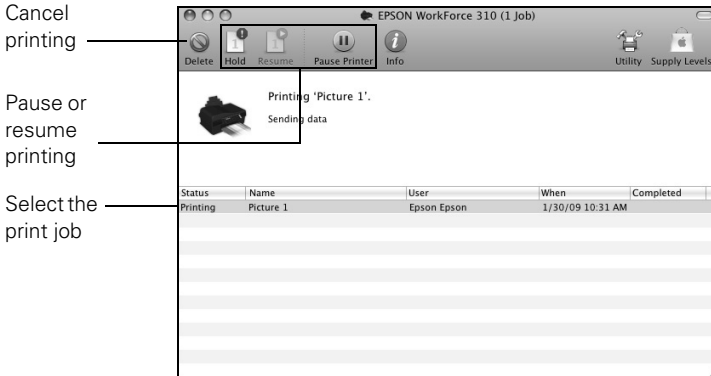 Cancel
printing
Pause or
resume
printing
Select the
print job
EPSON WorkForce 310 (1 Job)
Delete Hold Resume Pause Printer Info Utility Supply Levels
Printing 'Picture 1'.
Sending data
Status Name User When Completed
Printing Picture 1 Epson Epson 1/30/09 10:31 AM